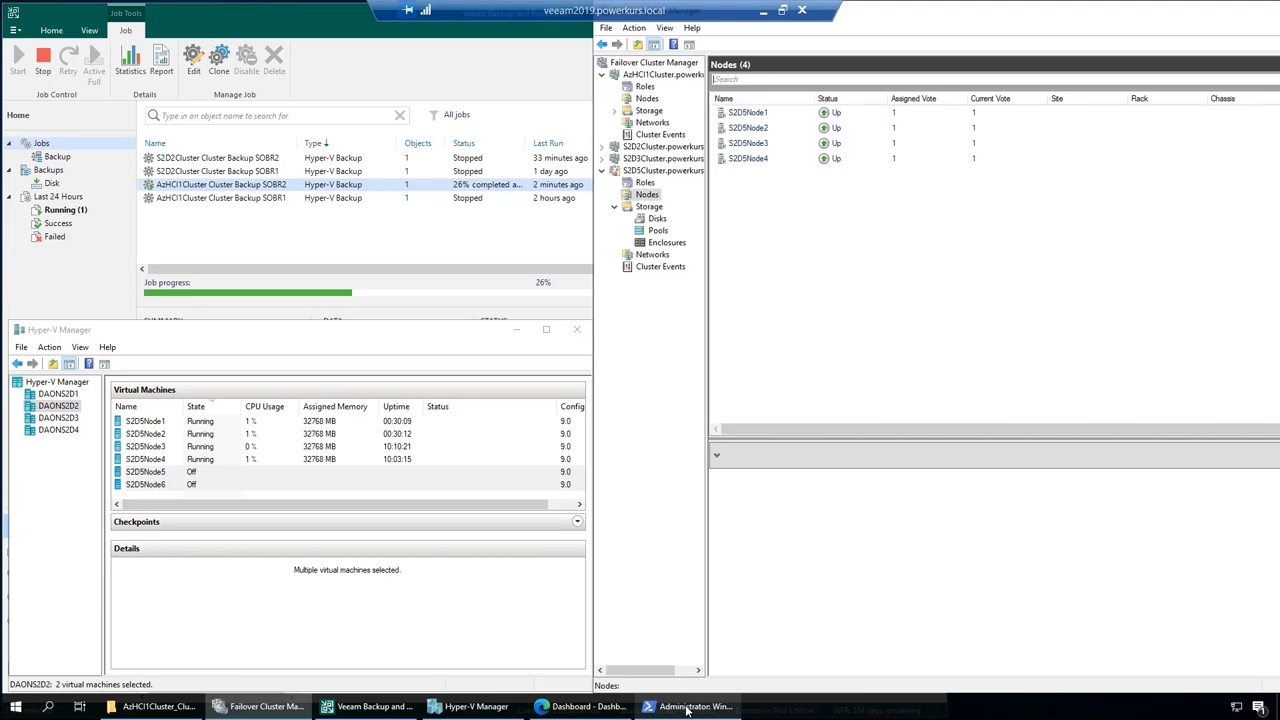 Job Tools
veeam2019.powerkurs.local
Home View Job
Start Stop Retry Active Full Statistics Report Edit Clone Disable Delete
Job Control Details Manage Job
Home
Type in an object name to search for All jobs
Jobs
Backup
Backups
Disk
Last 24 Hours
Running (1)
Success
Failed
Name Type Objects Status Last Run
S2D2Cluster Cluster Backup SOBR2 Hyper-V Backup 1 Stopped 33 minutes ago
S2D2Cluster Cluster Backup SOBR1 Hyper-V Backup 1 Stopped 1 day ago
AzHCI1Cluster Cluster Backup SOBR2 Hyper-V Backup 1 26% completed a... 2 minutes ago
AzHCI1Cluster Cluster Backup SOBR1 Hyper-V Backup 1 Stopped 2 hours ago
Job progress: 26%
Hyper-V Manager
File Action View Help
Hyper-V Manager
DAONS2D1
DAONS2D2
DAONS2D3
DAONS2D4
Virtual Machines
Name State CPU Usage Assigned Memory Uptime Status Config
S2D5Node1 Running 1 % 32768 MB 00:30:09 9.0
S2D5Node2 Running 1 % 32768 MB 00:30:12 9.0
S2D5Node3 Running 0 % 32768 MB 10:10:21 9.0
S2D5Node4 Running 1 % 32768 MB 10:03:15 9.0
S2D5Node5 Off 9.0
S2D5Node6 Off 9.0
Checkpoints
Details
Multiple virtual machines selected.
DAONS2D2: 2 virtual machines selected.
File Action View Help
Failover Cluster Manager
AzHCI1Cluster.powerku
Roles
Nodes
Storage
Networks
Cluster Events
S2D2Cluster.powerkurs.
S2D3Cluster.powerkurs.
S2D5Cluster.powerkurs.
Roles
Nodes
Storage
Disks
Pools
Enclosures
Networks
Cluster Events
Nodes (4)
Search
Name Status Assigned Vote Current Vote Site Rack Chassis
S2D5Node1 Up 1 1
S2D5Node2 Up 1 1
S2D5Node3 Up 1 1
S2D5Node4 Up 1 1
Nodes:
AzHCI1Cluster_Clu... Failover Cluster Ma... Veeam Backup and ... Hyper-V Manager Dashboard - Dashb... Administrator: Win...